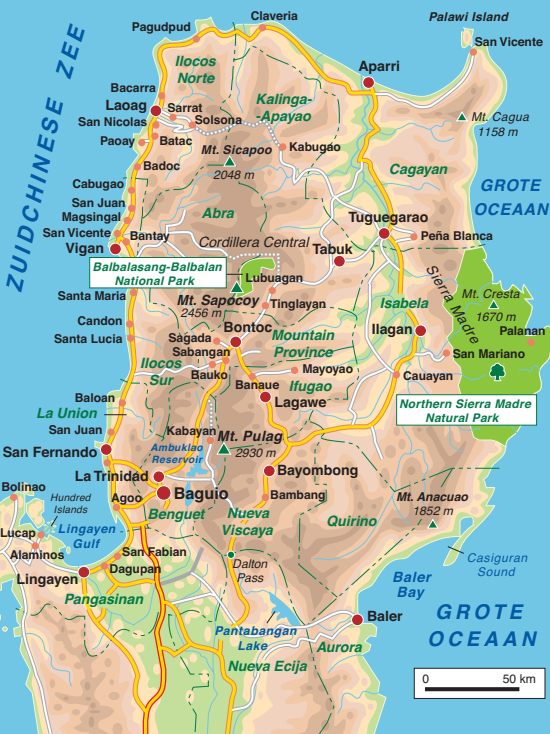 Claveria
Palawi Island
Pagudpud
San Vicente
ZUIDCHINESE ZEE
Ilocos
Norte
Aparri
Bacarra
Laoag
Sarrat
Kalinga-
-Apayao
San Nicolas
Solsona
Mt. Cagua
1158 m
Paoay
Batac
Mt. Sicapoo
Kabugao
Badoc
2048 m
Cagayan
Cabugao
GROTE
OCEAAN
San Juan
Magsingal
Abra
Tuguegarao
San Vicente
Bantay
Peña Blanca
Vigan
Cordillera Central
Tabuk
Balbalasang-Balbalan
National Park
Lubuagan
Sierra Madre
Santa Maria
Mt. Sapocoy
2456 m
Tinglayan
Isabela
Mt. Cresta
1670 m
Candon
Bontoc
Ilagan
Palanan
Santa Lucia
Sagada
Mountain
Province
Sabangan
San Mariano
Ilocos
Sur
Bauko
Mayoyao
Cauayan
Banaue
Ifugao
Baloan
Lagawe
Northern Sierra Madre
Natural Park
La Union
San Juan
Kabayan
Mt. Pulag
2930 m
San Fernando
Ambuklao
Reservoir
La Trinidad
Bayombong
Bolinao
Baguio
Hundred
Islands
Agoo
Bambang
Mt. Anacuao
1852 m
Benguet
Nueva
Viscaya
Quirino
Lucap
Lingayen
Gulf
Alaminos
San Fabian
Dalton
Pass
Casiguran
Sound
Lingayen
Dagupan
Baler
Bay
Pangasinan
GROTE
OCEAAN
Baler
Pantabangan
Lake
Aurora
Nueva Ecija
0 50 km